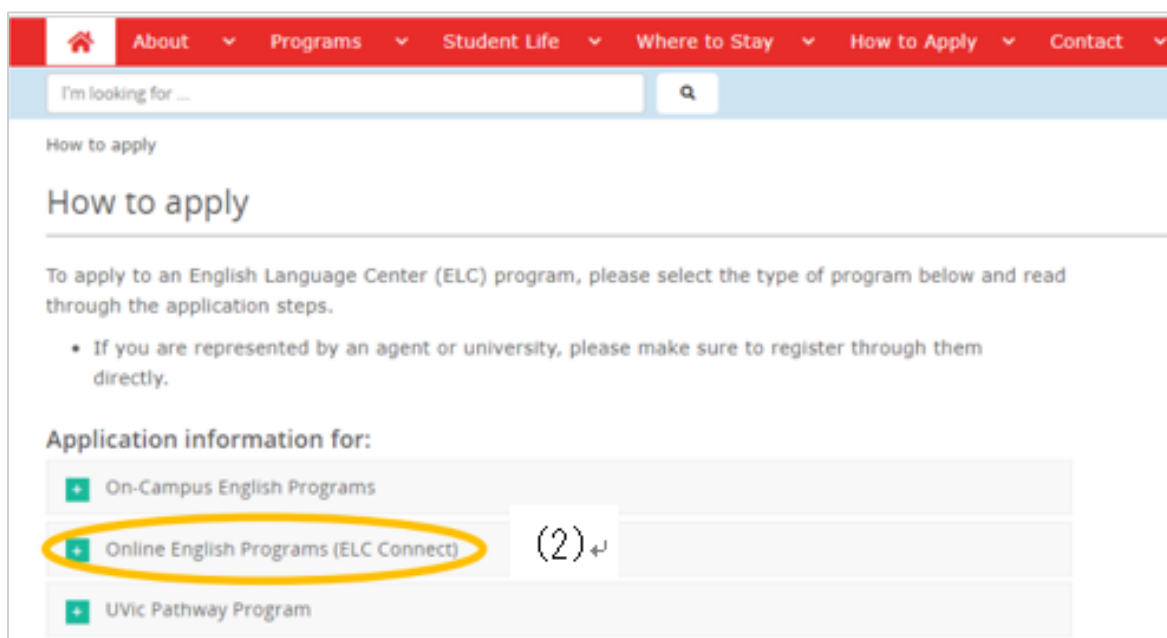 About Programs Student Life Where to Stay How to Apply Contact
I'm looking for ...
How to apply
How to apply
To apply to an English Language Center (ELC) program, please select the type of program below and read
through the application steps.
• If you are represented by an agent or university, please make sure to register through them
directly.
Application information for:
+ On-Campus English Programs
+ Online English Programs (ELC Connect) (2)↵
+ UVic Pathway Program